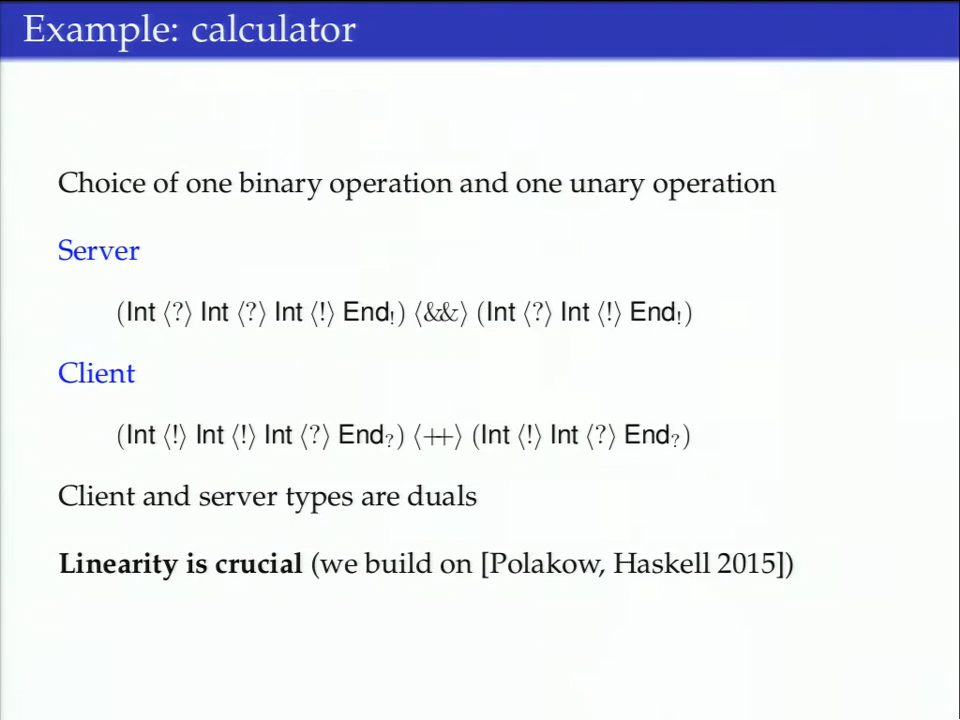 Example: calculator
Choice of one binary operation and one unary operation
Server
(Int ⟨?⟩ Int ⟨?⟩ Int ⟨!⟩ End!) ⟨&&⟩ (Int ⟨?⟩ Int ⟨!⟩ End!)
Client
(Int ⟨!⟩ Int ⟨!⟩ Int ⟨?⟩ End?) ⟨++⟩ (Int ⟨!⟩ Int ⟨?⟩ End?)
Client and server types are duals
Linearity is crucial (we build on [Polakow, Haskell 2015])